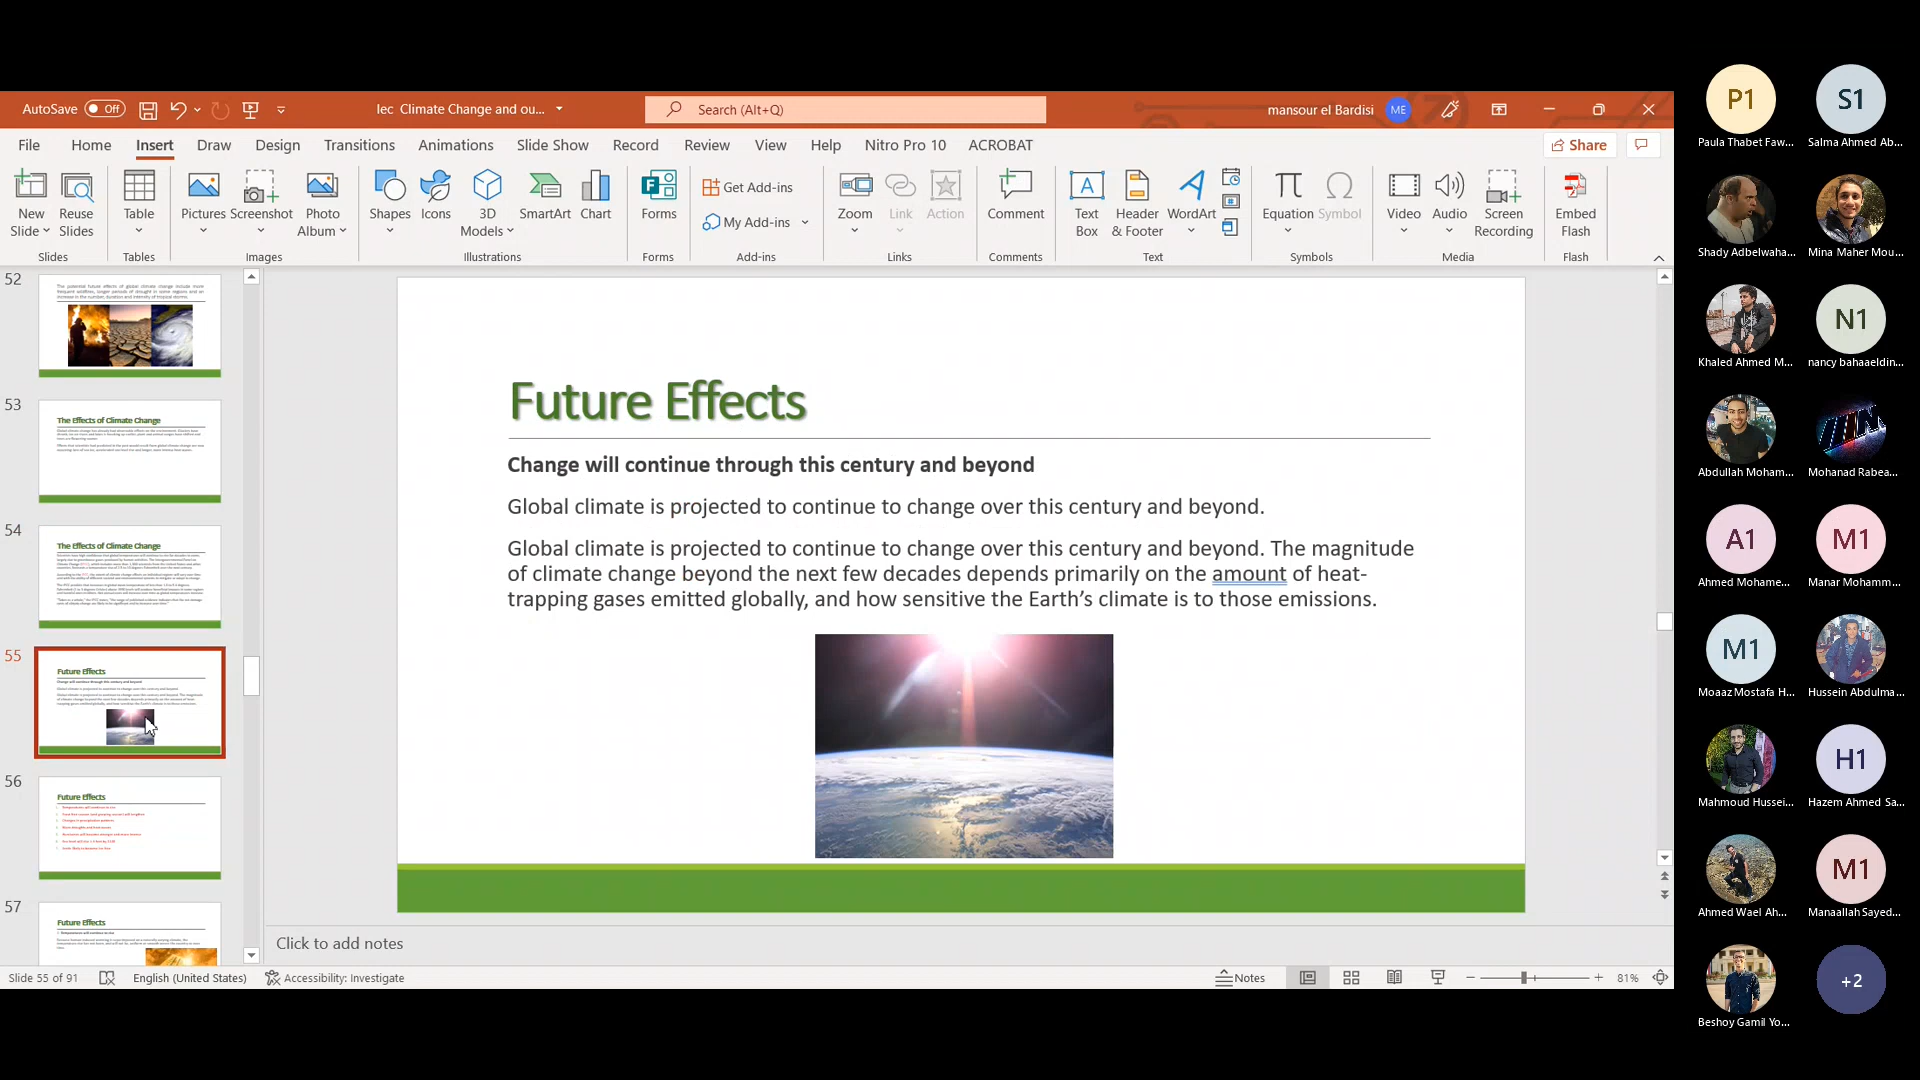 AutoSave Off
lec Climate Change and ou...
Search (Alt+Q)
mansour el Bardisi ME
File Home Insert Draw Design Transitions Animations Slide Show Record Review View Help Nitro Pro 10 ACROBAT
Share
New Slide
Reuse Slides
Table
Pictures
Screenshot
Photo Album
Shapes
Icons
3D Models
SmartArt
Chart
Forms
Get Add-ins
My Add-ins
Zoom
Link
Action
Comment
Text Box
Header & Footer
WordArt
Equation
Symbol
Video
Audio
Screen Recording
Embed Flash
Slides Tables Images Illustrations Forms Add-ins Links Comments Text Symbols Media Flash
52
53
The Effects of Climate Change
54
The Effects of Climate Change
55
Future Effects
Change will continue through this century and beyond
56
Future Effects
57
Future Effects
Future Effects
Change will continue through this century and beyond
Global climate is projected to continue to change over this century and beyond.
Global climate is projected to continue to change over this century and beyond. The magnitude
of climate change beyond the next few decades depends primarily on the amount of heat-
trapping gases emitted globally, and how sensitive the Earth's climate is to those emissions.
Click to add notes
Slide 55 of 91
English (United States)
Accessibility: Investigate
Notes
81%
P1
S1
Paula Thabet Faw...
Salma Ahmed Ab...
Shady Adbelwaha...
Mina Maher Mou...
N1
Khaled Ahmed M...
nancy bahaaeldin...
Abdullah Moham...
Mohanad Rabea...
A1
M1
Ahmed Mohame...
Manar Mohamm...
M1
Moaaz Mostafa H...
Hussein Abdulma...
H1
Mahmoud Hussei...
Hazem Ahmed Sa...
M1
Ahmed Wael Ah...
Manaallah Sayed...
+2
Beshoy Gamil Yo...